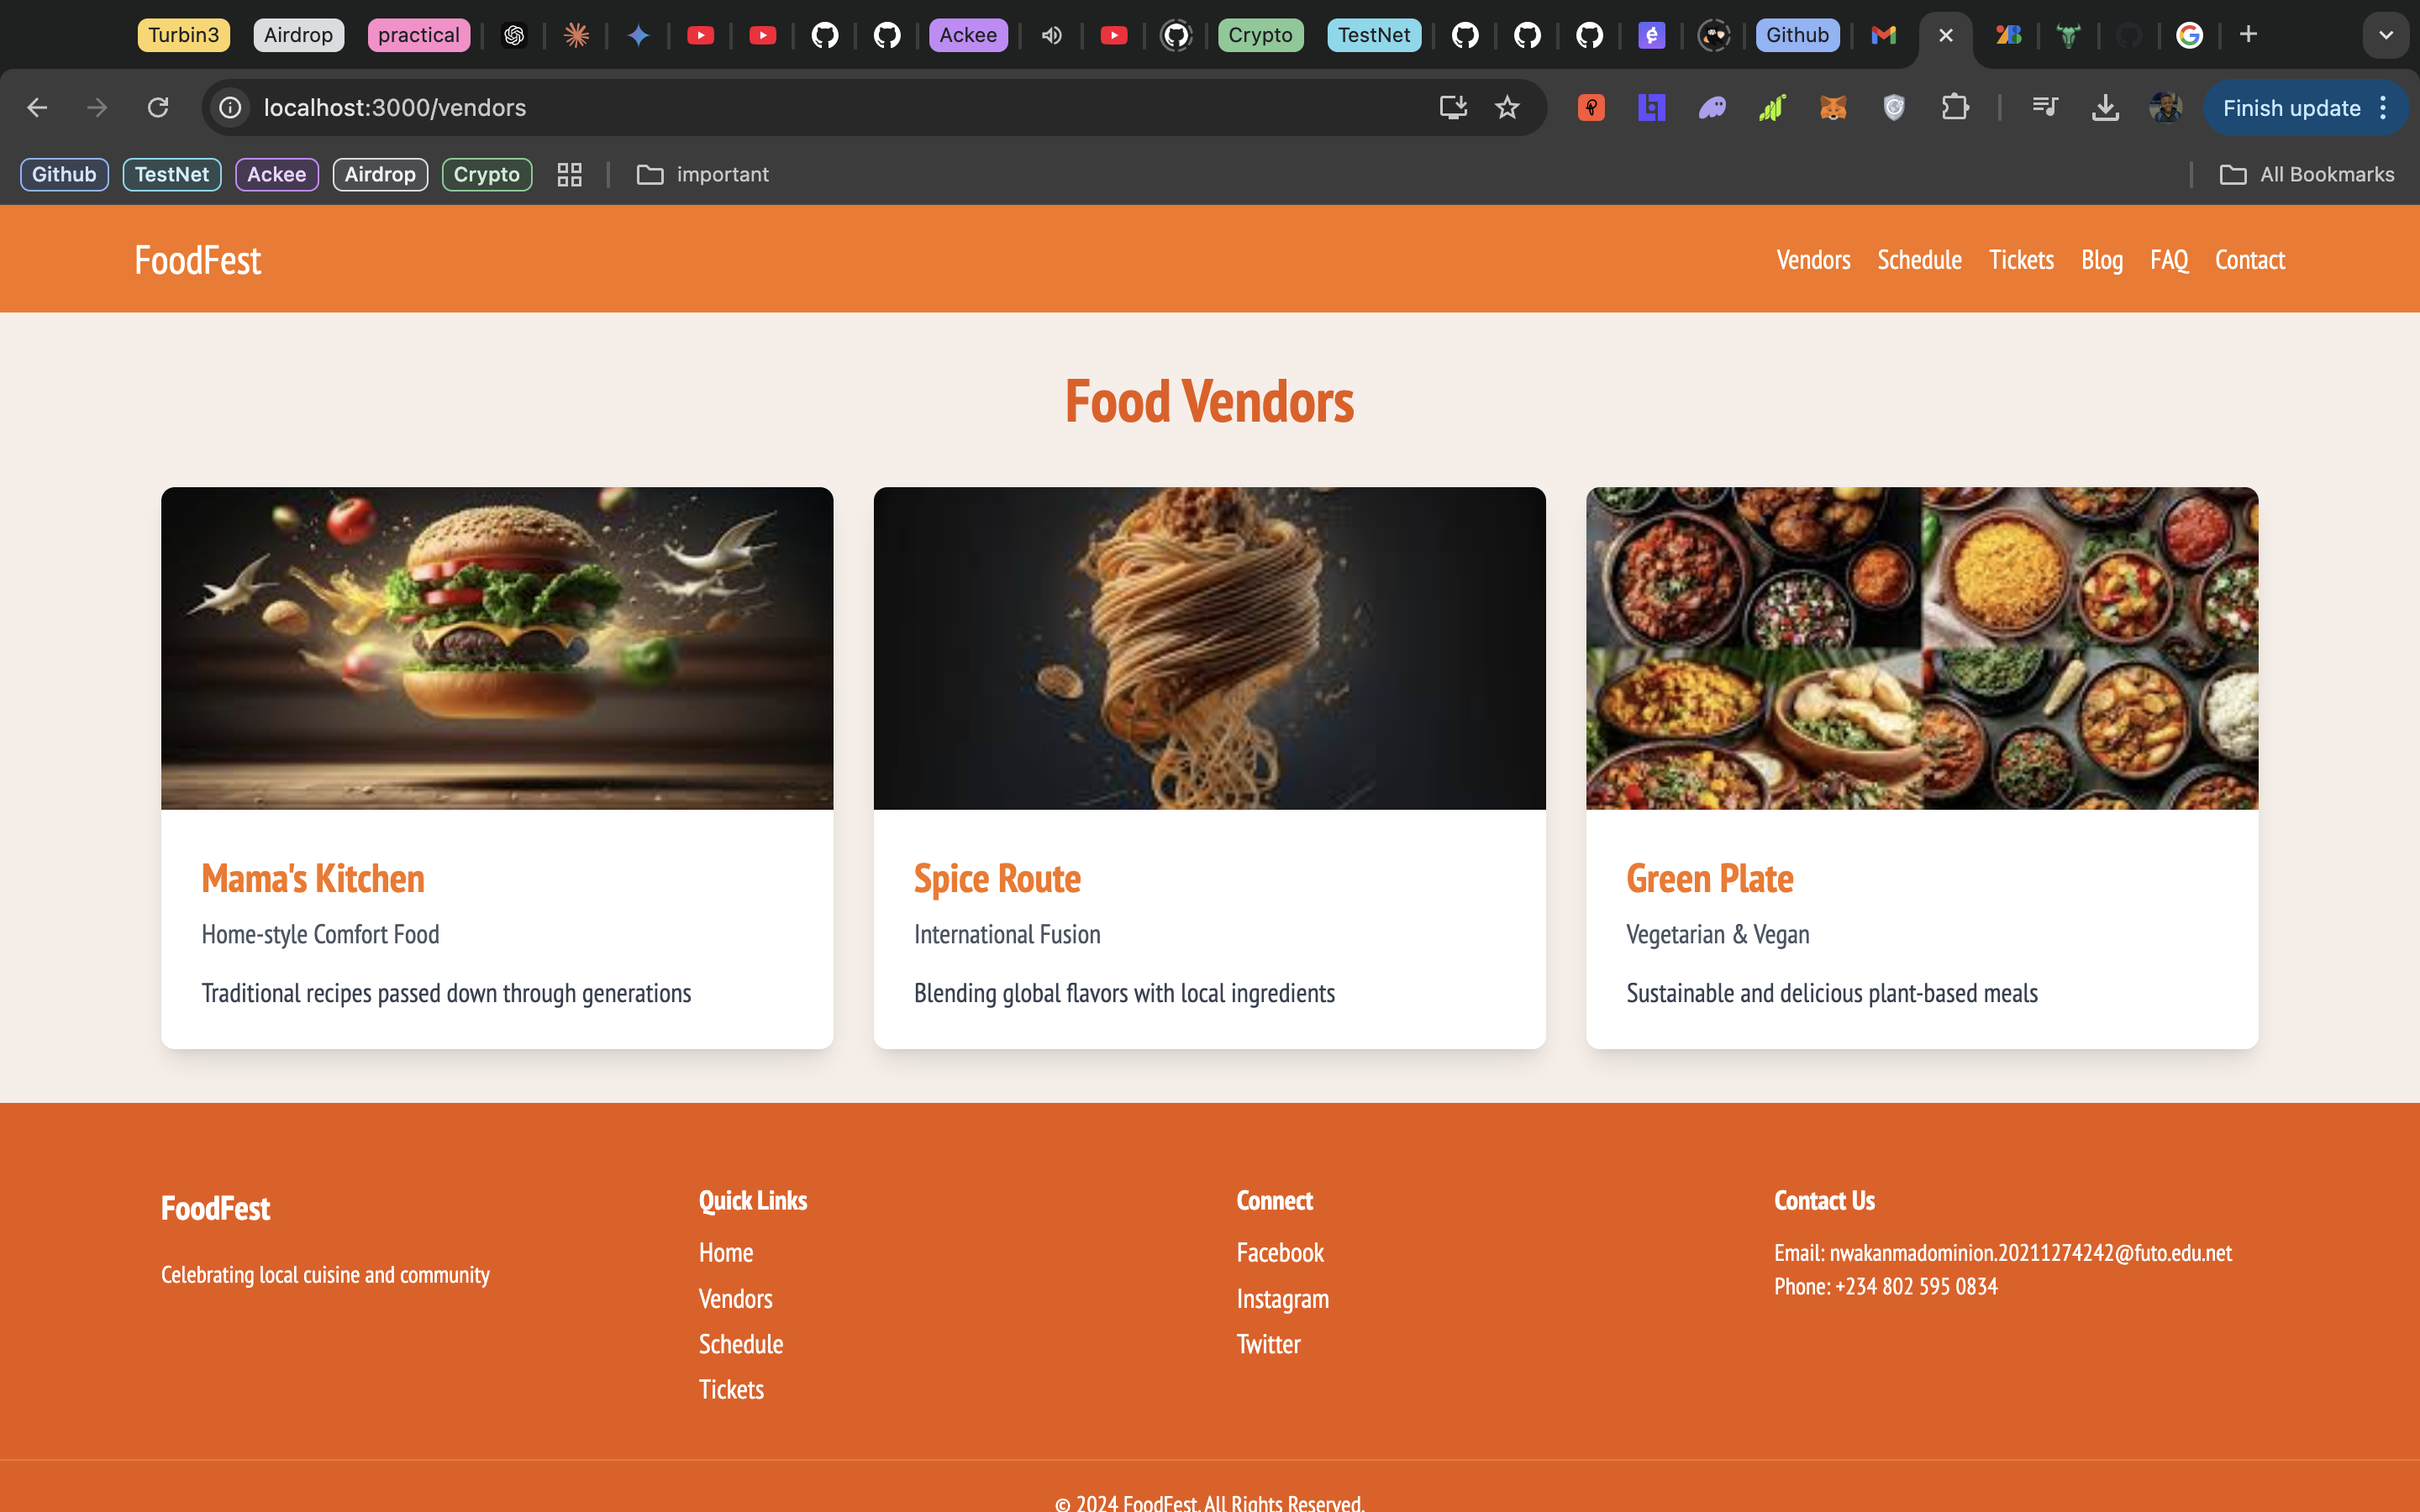 Turbin3 Airdrop practical Ackee Crypto TestNet Github
localhost:3000/vendors
Finish update
Github TestNet Ackee Airdrop Crypto important All Bookmarks
FoodFest
Vendors Schedule Tickets Blog FAQ Contact
Food Vendors
Mama's Kitchen
Home-style Comfort Food
Traditional recipes passed down through generations
Spice Route
International Fusion
Blending global flavors with local ingredients
Green Plate
Vegetarian & Vegan
Sustainable and delicious plant-based meals
FoodFest
Celebrating local cuisine and community
Quick Links
Home
Vendors
Schedule
Tickets
Connect
Facebook
Instagram
Twitter
Contact Us
Email: nwakanmadominion.20211274242@futo.edu.net
Phone: +234 802 595 0834
© 2024 FoodFest. All Rights Reserved.